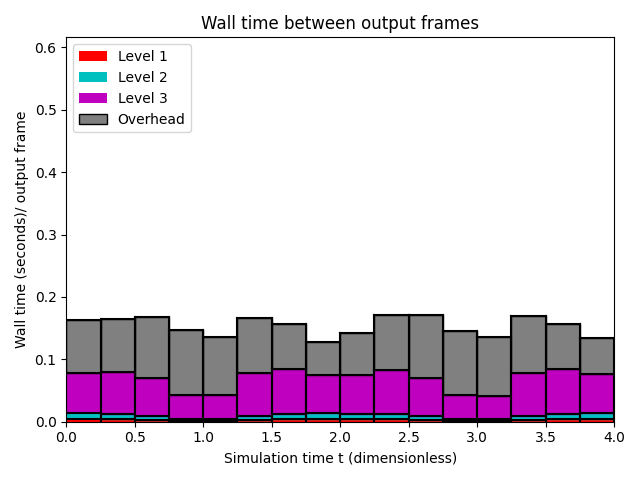 Wall time between output frames
Level 1
Level 2
Level 3
Overhead
Wall time (seconds)/ output frame
0.6
0.5
0.4
0.3
0.2
0.1
0.0
0.0 0.5 1.0 1.5 2.0 2.5 3.0 3.5 4.0
Simulation time t (dimensionless)